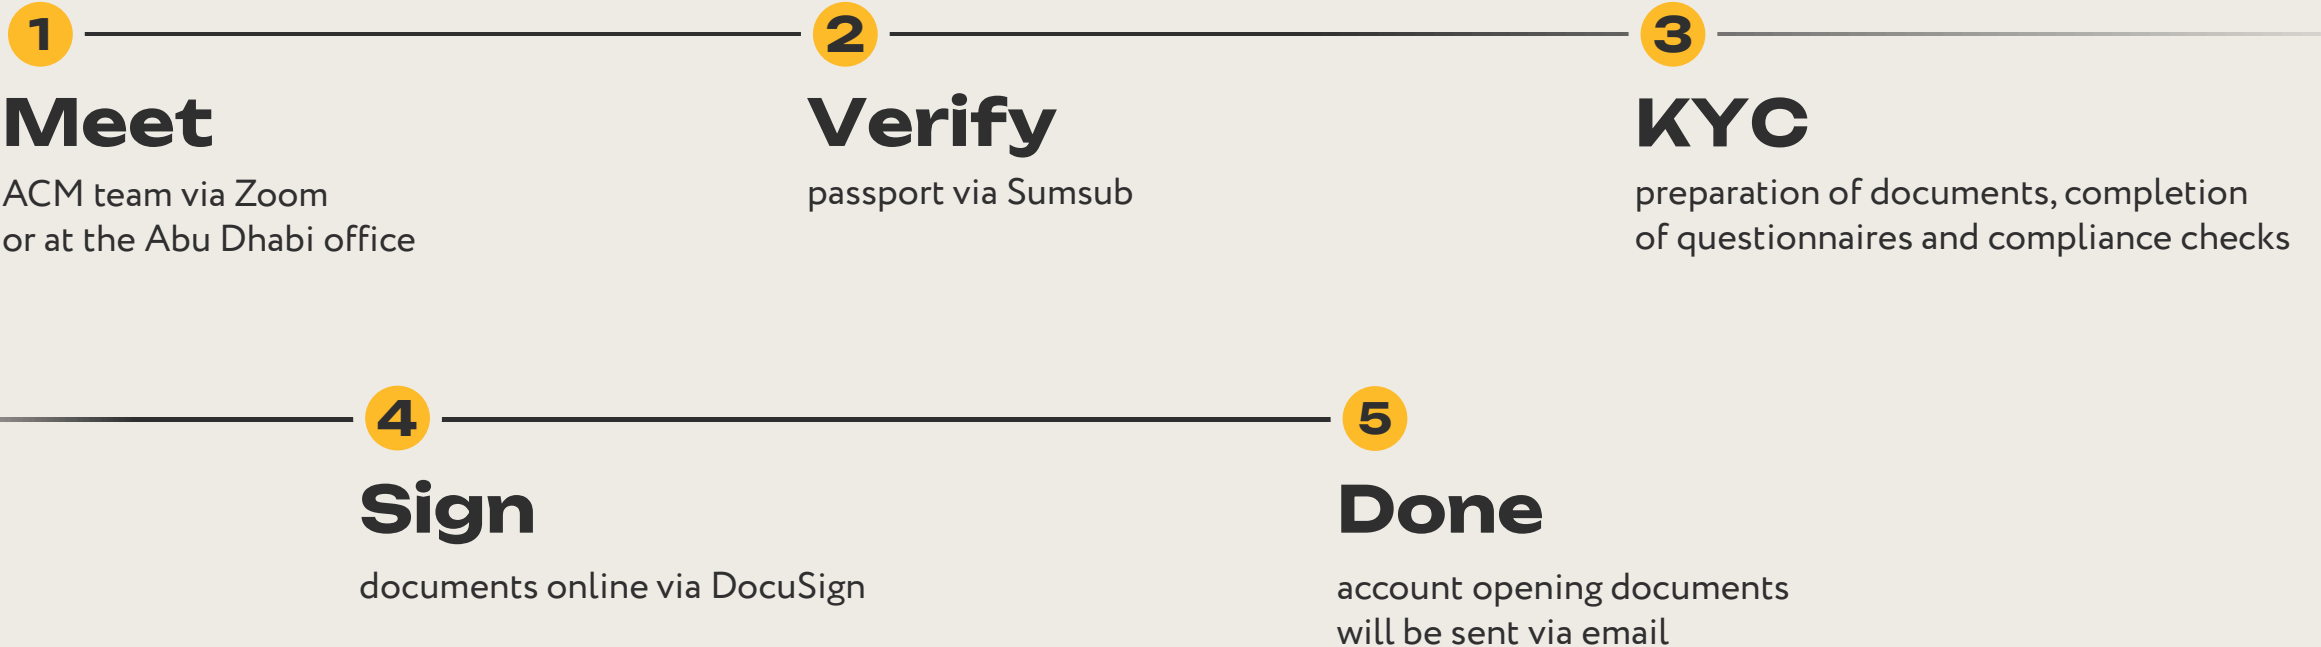 1
2
3
Meet
Verify
KYC
ACM team via Zoom
or at the Abu Dhabi office
passport via Sumsub
preparation of documents, completion
of questionnaires and compliance checks
4
5
Sign
Done
documents online via DocuSign
account opening documents
will be sent via email